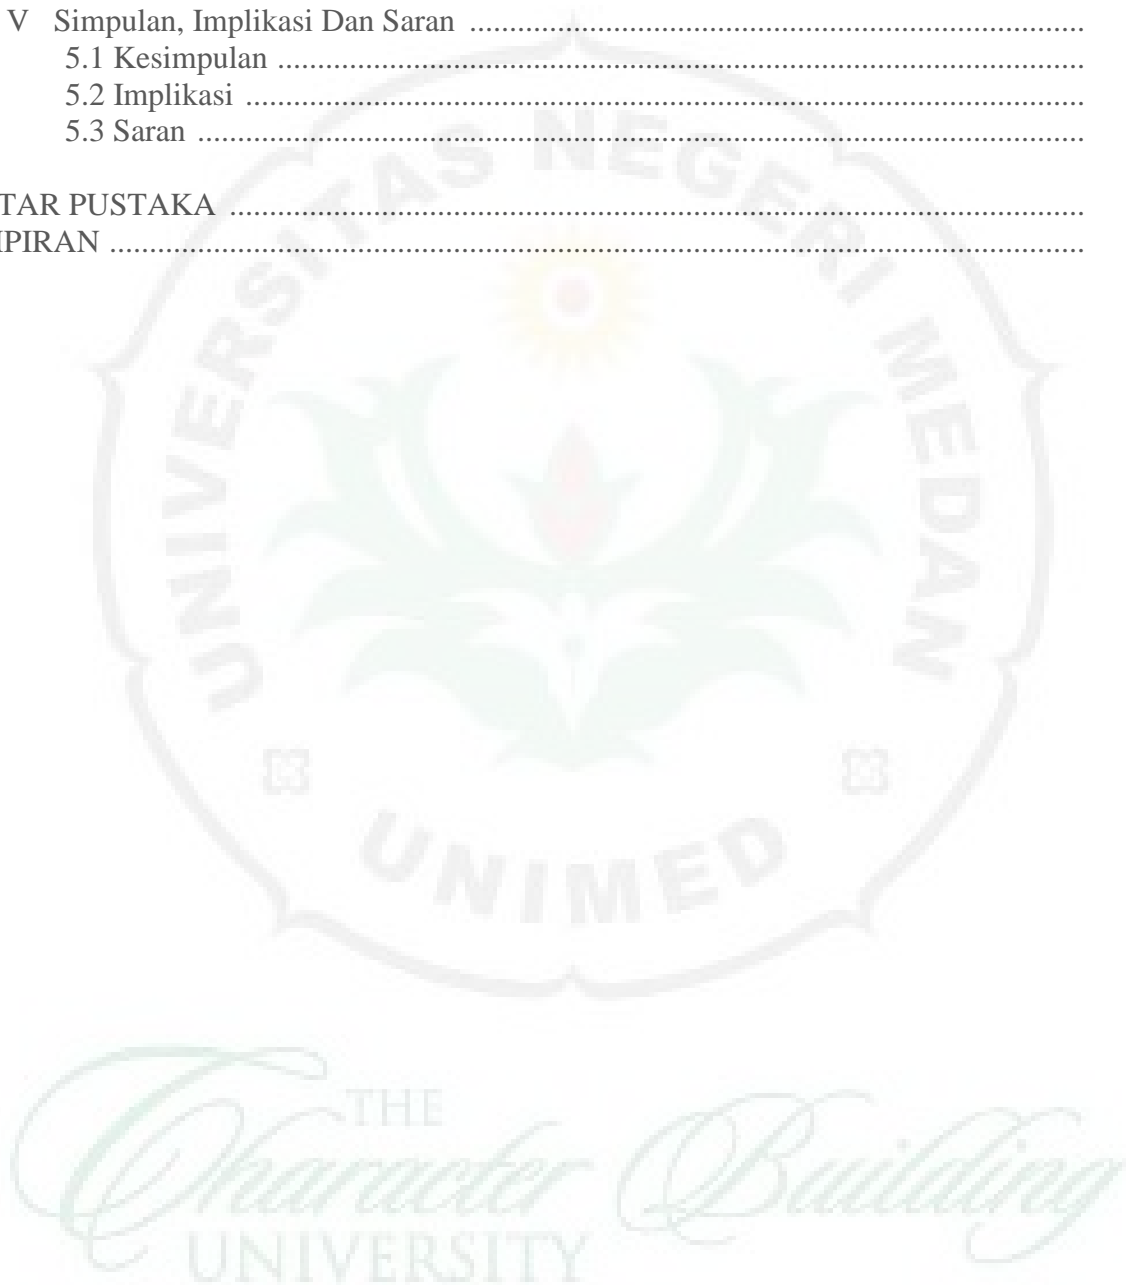 V Simpulan, Implikasi Dan Saran ........................................................................
5.1 Kesimpulan ........................................................................
5.2 Implikasi ........................................................................
5.3 Saran ........................................................................
TAR PUSTAKA ........................................................................
PIRAN ........................................................................
UNIVERSITAS NEGERI MEDAN
UNIMED
THE
Character Building
UNIVERSITY